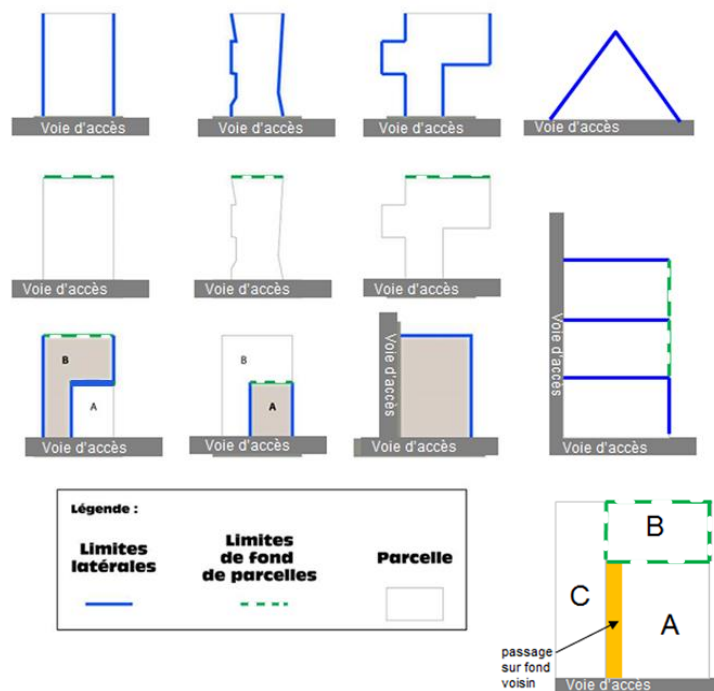 Voie d'accès
Voie d'accès
Voie d'accès
Voie d'accès
Voie d'accès
Voie d'accès
Voie d'accès
Voie d'accès
B
A
Voie d'accès
B
A
Voie d'accès
Voie d'accès
Voie d'accès
Légende :
Limites
latérales
Limites
de fond
de parcelles
Parcelle
B
C
A
passage
sur fond
voisin
Voie d'accès